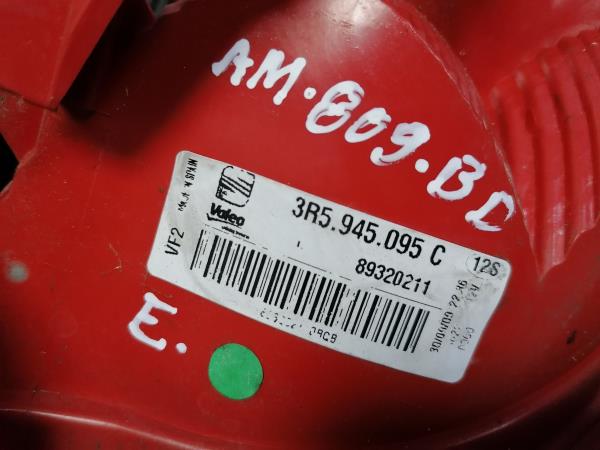 AM.809.BD
MADE IN SPAIN
VF2
Valeo
3R5.945.095 C
12S
89320211
E.